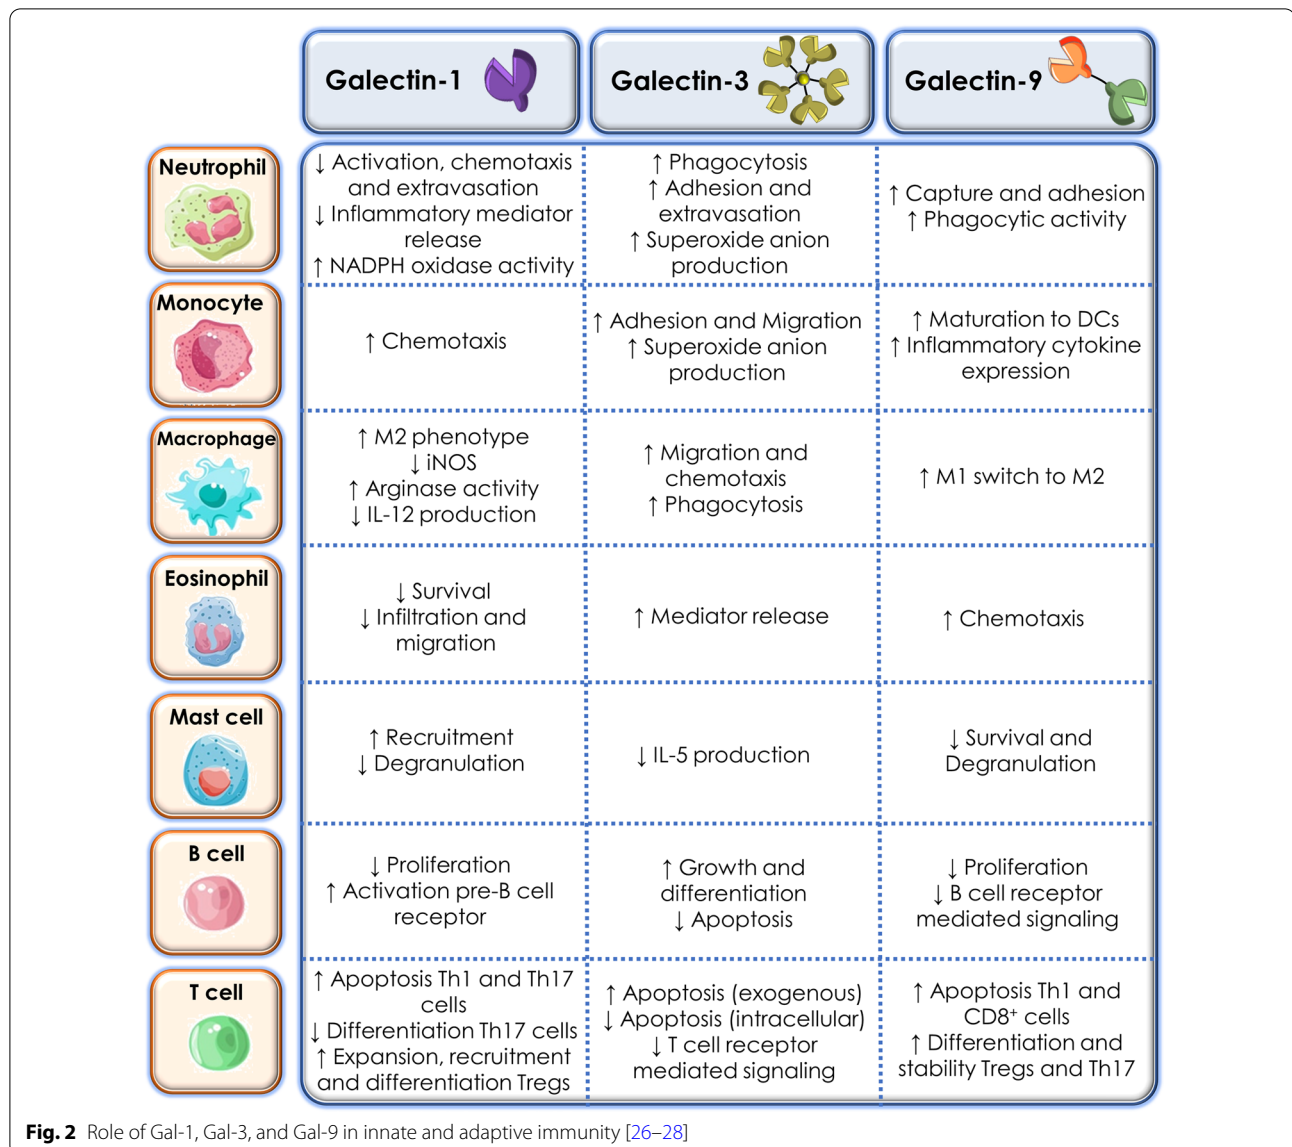 Galectin-1
Galectin-3
Galectin-9
Neutrophil
↓ Activation, chemotaxis
and extravasation
↓ Inflammatory mediator
release
↑ NADPH oxidase activity
↑ Phagocytosis
↑ Adhesion and
extravasation
↑ Superoxide anion
production
↑ Capture and adhesion
↑ Phagocytic activity
Monocyte
↑ Chemotaxis
↑ Adhesion and Migration
↑ Superoxide anion
production
↑ Maturation to DCs
↑ Inflammatory cytokine
expression
Macrophage
↑ M2 phenotype
↓ iNOS
↑ Arginase activity
↓ IL-12 production
↑ Migration and
chemotaxis
↑ Phagocytosis
↑ M1 switch to M2
Eosinophil
↓ Survival
↓ Infiltration and
migration
↑ Mediator release
↑ Chemotaxis
Mast cell
↑ Recruitment
↓ Degranulation
↓ IL-5 production
↓ Survival and
Degranulation
B cell
↓ Proliferation
↑ Activation pre-B cell
receptor
↑ Growth and
differentiation
↓ Apoptosis
↓ Proliferation
↓ B cell receptor
mediated signaling
T cell
↑ Apoptosis Th1 and Th17
cells
↓ Differentiation Th17 cells
↑ Expansion, recruitment
and differentiation Tregs
↑ Apoptosis (exogenous)
↓ Apoptosis (intracellular)
↓ T cell receptor
mediated signaling
↑ Apoptosis Th1 and
CD8⁺ cells
↑ Differentiation and
stability Tregs and Th17
Fig. 2 Role of Gal-1, Gal-3, and Gal-9 in innate and adaptive immunity [26–28]